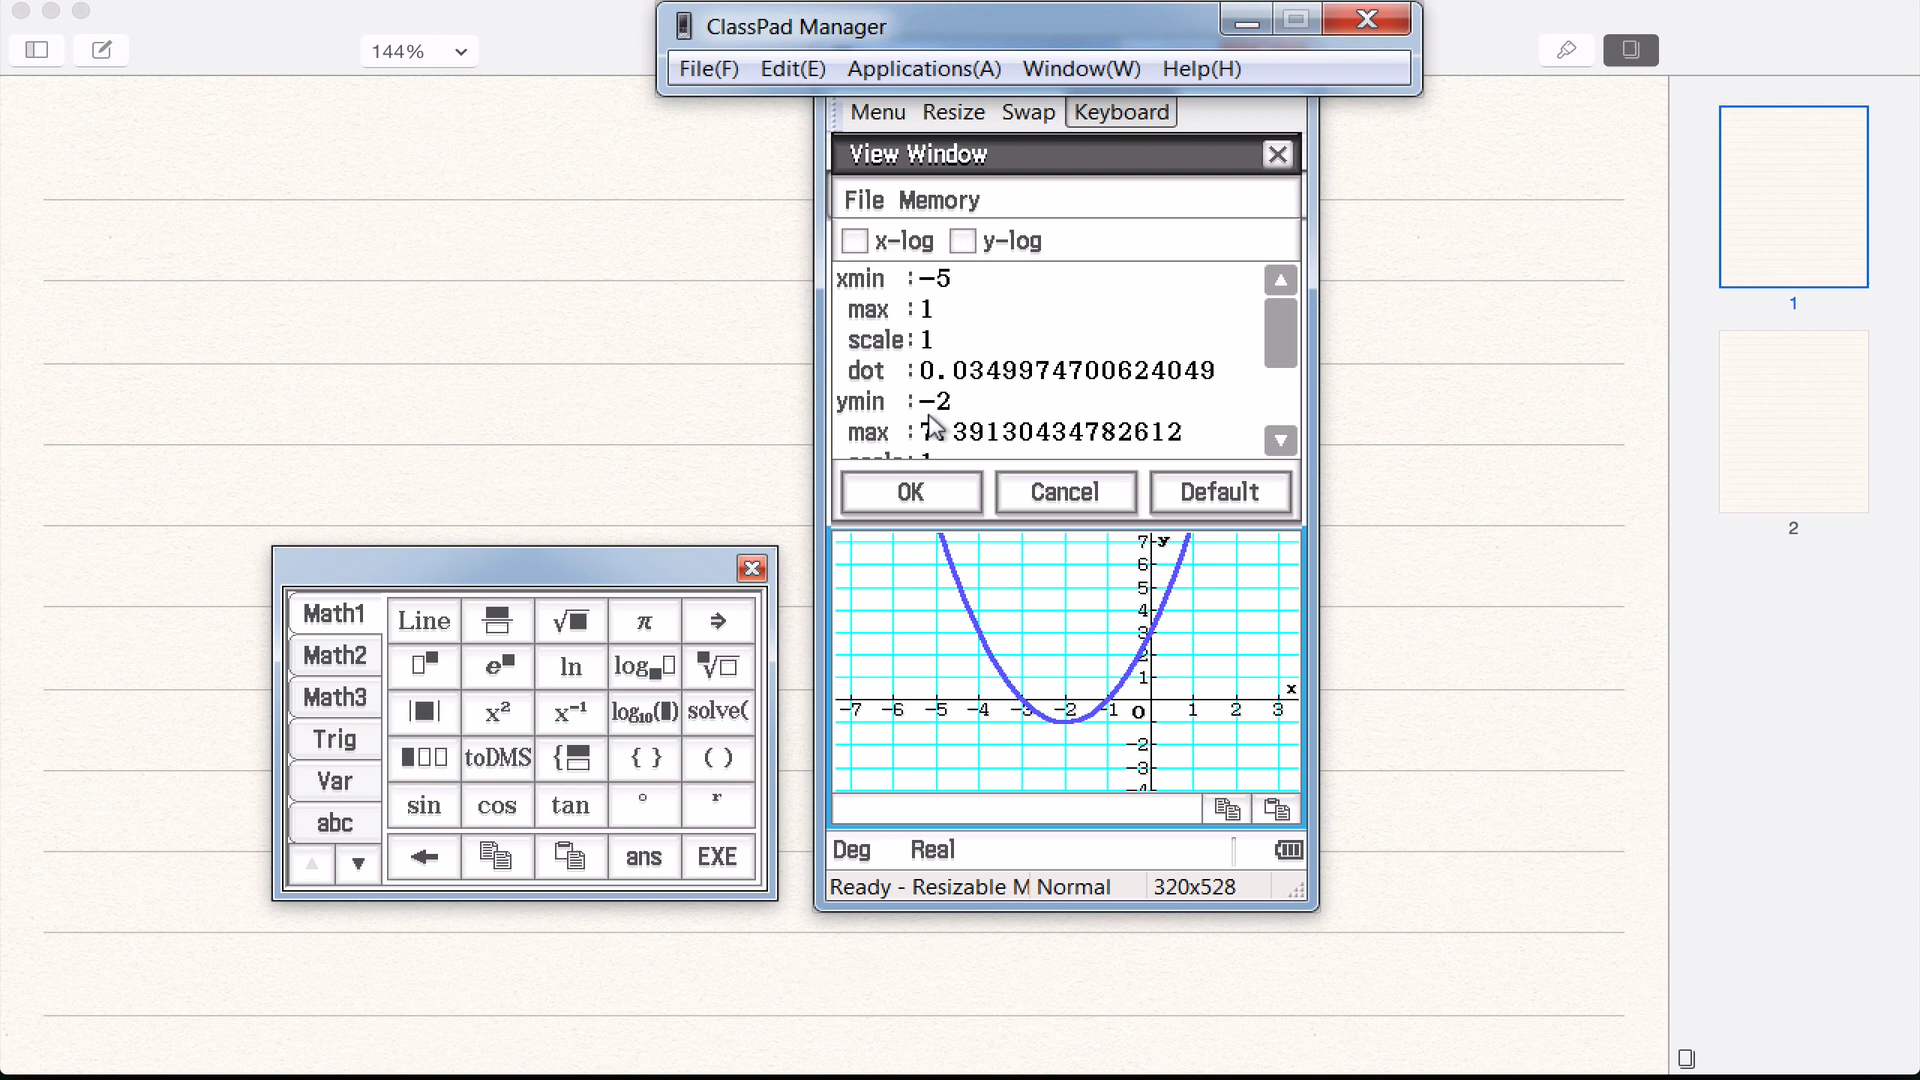 144%
ClassPad Manager
File(F) Edit(E) Applications(A) Window(W) Help(H)
Menu Resize Swap Keyboard
View Window
File Memory
x-log y-log
xmin :-5
max :1
scale:1
dot :0.0349974700624049
ymin :-2
max :7.39130434782612
OK Cancel Default
7 y
6
5
4
3
2
1
x
-7 -6 -5 -4 -3 -2 -1 O 1 2 3
-2
-3
-4
Deg Real
Ready - Resizable M Normal 320x528
Math1
Math2
Math3
Trig
Var
abc
Line √ π →
e ln log √
|■| x² x⁻¹ log₁₀(■) solve(
toDMS { { } ( )
sin cos tan ° r
ans EXE
1
2